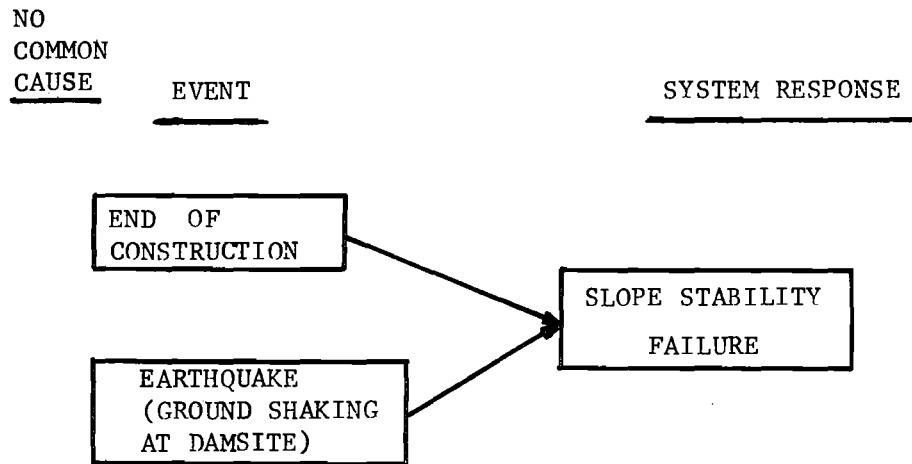 NO
COMMON
CAUSE
EVENT
SYSTEM RESPONSE
END OF
CONSTRUCTION
SLOPE STABILITY
FAILURE
EARTHQUAKE
(GROUND SHAKING
AT DAMSITE)